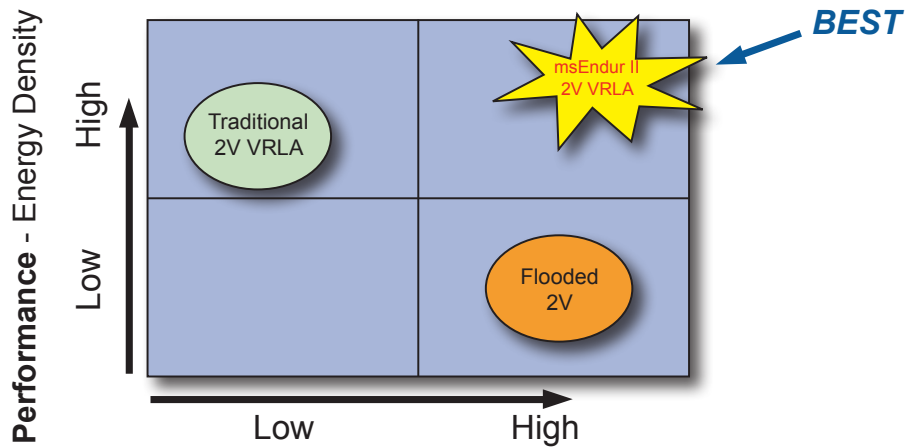 BEST
msEndur II
2V VRLA
Traditional
2V VRLA
Flooded
2V
Performance - Energy Density
High
Low
Low
High